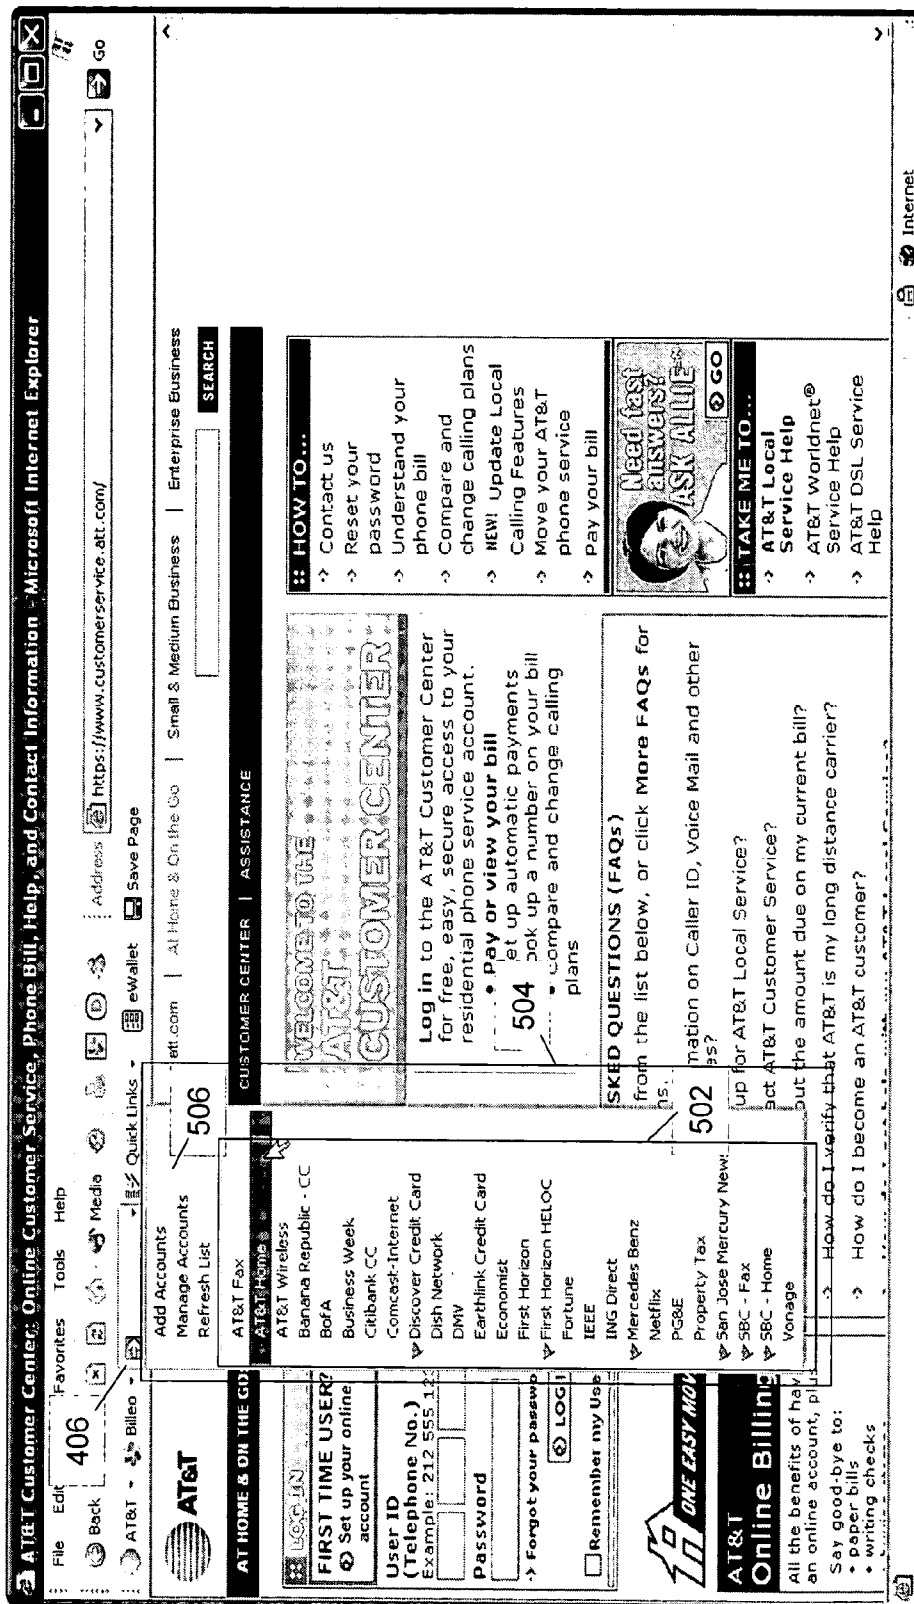 AT&T Customer Center: Online Customer Service, Phone Bill, Help, and Contact Information - Microsoft Internet Explorer
File Edit Favorites Tools Help
406
Back Media
Address https://www.customerservice.att.com/ Go
AT&T Billeo Quick Links eWallet Save Page
Add Accounts
Manage Accounts
Refresh List
506
AT&T Fax
AT&T Home
AT&T Wireless
Banana Republic - CC
BofA
Business Week
Citibank CC
Comcast-Internet
Discover Credit Card
Dish Network
DMV
Earthlink Credit Card
Economist
First Horizon
First Horizon HELOC
Fortune
IEEE
ING Direct
Mercedes Benz
Netflix
PG&E
Property Tax
San Jose Mercury New
SBC - Fax
SBC - Home
Vonage
502
504
AT&T
att.com | At Home & On the Go | Small & Medium Business | Enterprise Business
SEARCH
AT HOME & ON THE GO
CUSTOMER CENTER | ASSISTANCE
LOG IN
FIRST TIME USER?
Set up your online
account
User ID
(Telephone No.)
Example: 212 555 12
Password
Forgot your passwo
LOGI
Remember my Use
ONE EASY MOV
AT&T
Online Billing
All the benefits of hav
an online account, plu
Say good-bye to:
• paper bills
• writing checks
WELCOME TO THE
AT&T
CUSTOMER CENTER
Log in to the AT&T Customer Center
for free, easy, secure access to your
residential phone service account.
• Pay or view your bill
et up automatic payments
ook up a number on your bill
• compare and change calling
plans
SKED QUESTIONS (FAQs)
from the list below, or click More FAQs for
ns.
mation on Caller ID, Voice Mail and other
es?
up for AT&T Local Service?
act AT&T Customer Service?
out the amount due on my current bill?
How do I verify that AT&T is my long distance carrier?
How do I become an AT&T customer?
:: HOW TO...
Contact us
Reset your
password
Understand your
phone bill
Compare and
change calling plans
NEW! Update Local
Calling Features
Move your AT&T
phone service
Pay your bill
Need fast
answers?
ASK ALLIE
GO
:: TAKE ME TO...
AT&T Local
Service Help
AT&T Worldnet®
Service Help
AT&T DSL Service
Help
Internet